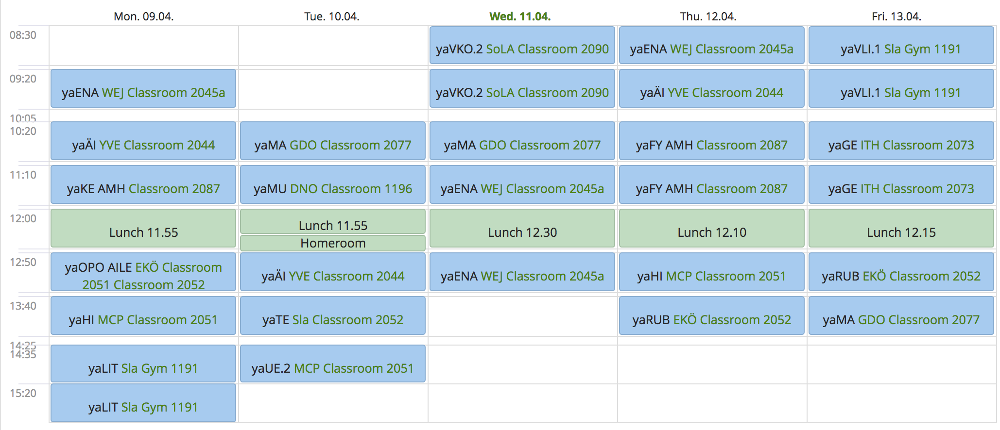 Mon. 09.04. Tue. 10.04. Wed. 11.04. Thu. 12.04. Fri. 13.04.
08:30 yaVKO.2 SoLA Classroom 2090 yaENA WEJ Classroom 2045a yaVLI.1 Sla Gym 1191
09:20 yaENA WEJ Classroom 2045a yaVKO.2 SoLA Classroom 2090 yaÄI YVE Classroom 2044 yaVLI.1 Sla Gym 1191
10:05
10:20 yaÄI YVE Classroom 2044 yaMA GDO Classroom 2077 yaMA GDO Classroom 2077 yaFY AMH Classroom 2087 yaGE ITH Classroom 2073
11:10 yaKE AMH Classroom 2087 yaMU DNO Classroom 1196 yaENA WEJ Classroom 2045a yaFY AMH Classroom 2087 yaGE ITH Classroom 2073
12:00 Lunch 11.55 Lunch 11.55 Lunch 12.30 Lunch 12.10 Lunch 12.15
Homeroom
12:50 yaOPO AILE EKÖ Classroom yaÄI YVE Classroom 2044 yaENA WEJ Classroom 2045a yaHI MCP Classroom 2051 yaRUB EKÖ Classroom 2052
2051 Classroom 2052
13:40 yaHI MCP Classroom 2051 yaTE Sla Classroom 2052 yaRUB EKÖ Classroom 2052 yaMA GDO Classroom 2077
14:25
14:35 yaLIT Sla Gym 1191 yaUE.2 MCP Classroom 2051
15:20 yaLIT Sla Gym 1191